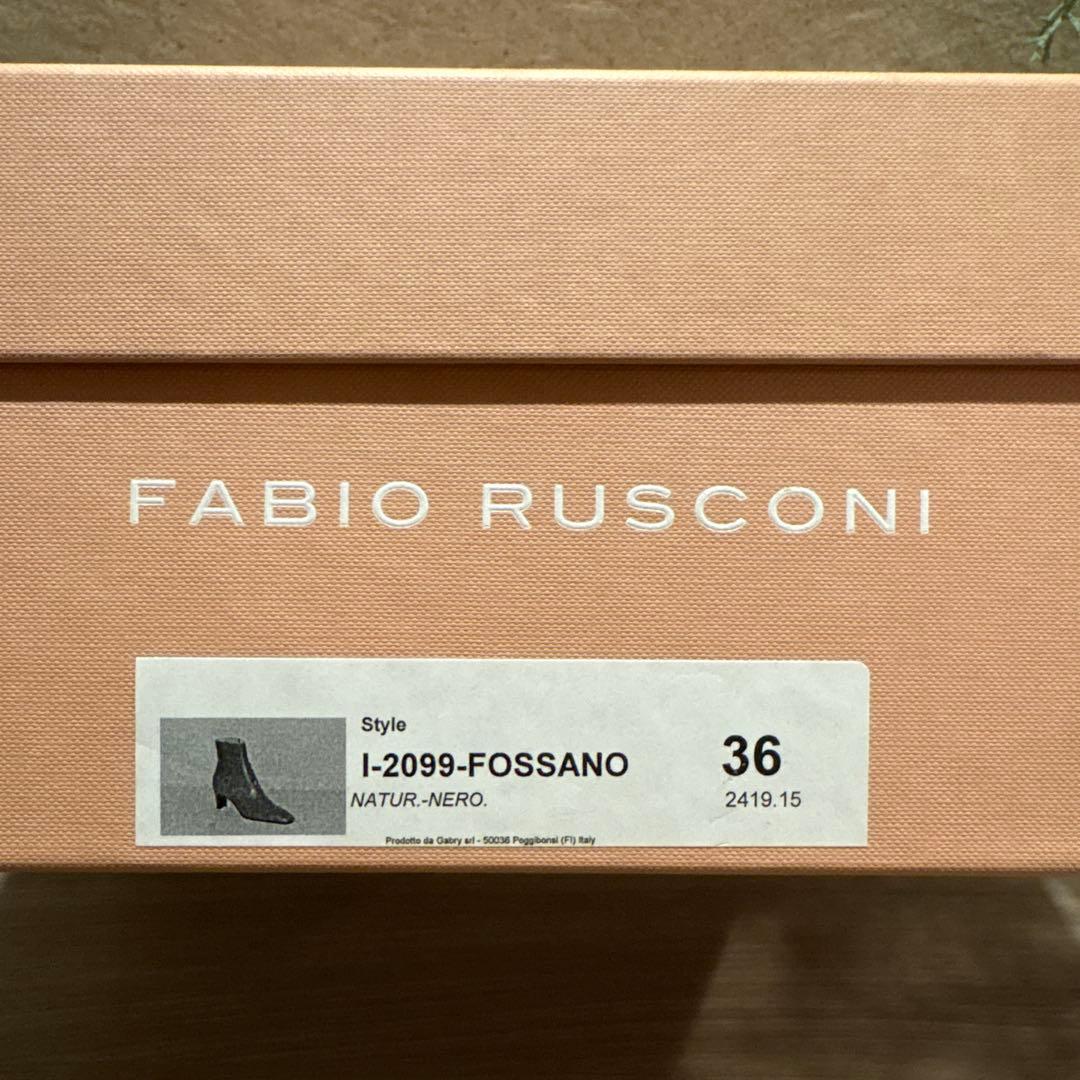 FABIO RUSCONI
Style
I-2099-FOSSANO
36
NATUR.-NERO.
2419.15
Prodotto da Gabry srl - 50036 Poggibonsi (FI) Italy